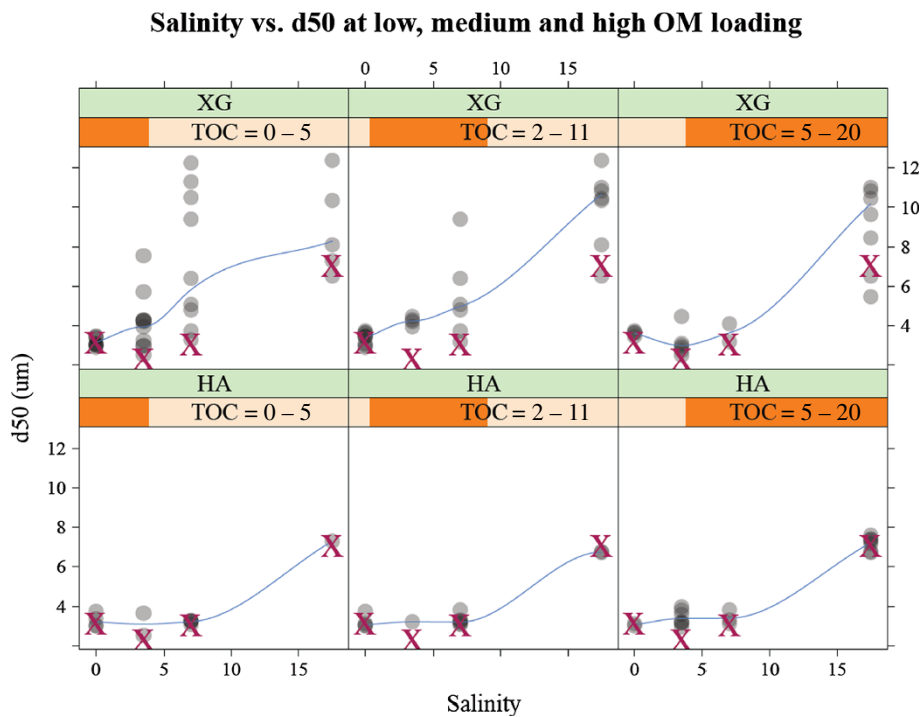 Salinity vs. d50 at low, medium and high OM loading
0 5 10 15
XG XG XG
TOC = 0 – 5 TOC = 2 – 11 TOC = 5 – 20
12
10
8
6
4
X X X X X X X X X X X X
HA HA HA
TOC = 0 – 5 TOC = 2 – 11 TOC = 5 – 20
d50 (um)
12
10
8
6
4
X X X X X X X X X X X X
0 5 10 15 0 5 10 15
Salinity